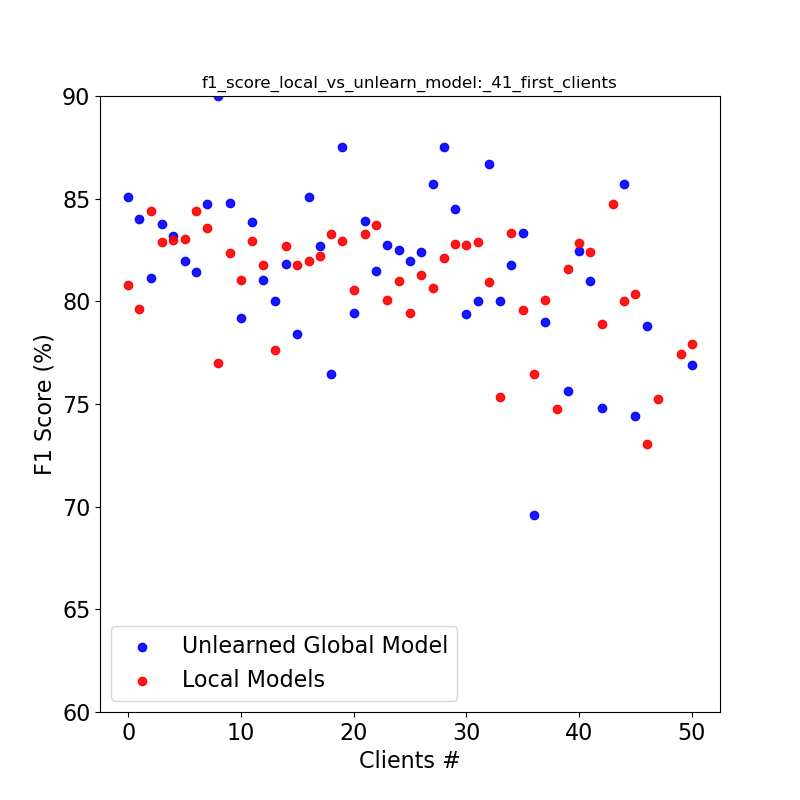 f1_score_local_vs_unlearn_model:_41_first_clients
90
85
80
75
70
65
60
F1 Score (%)
Unlearned Global Model
Local Models
0 10 20 30 40 50
Clients #